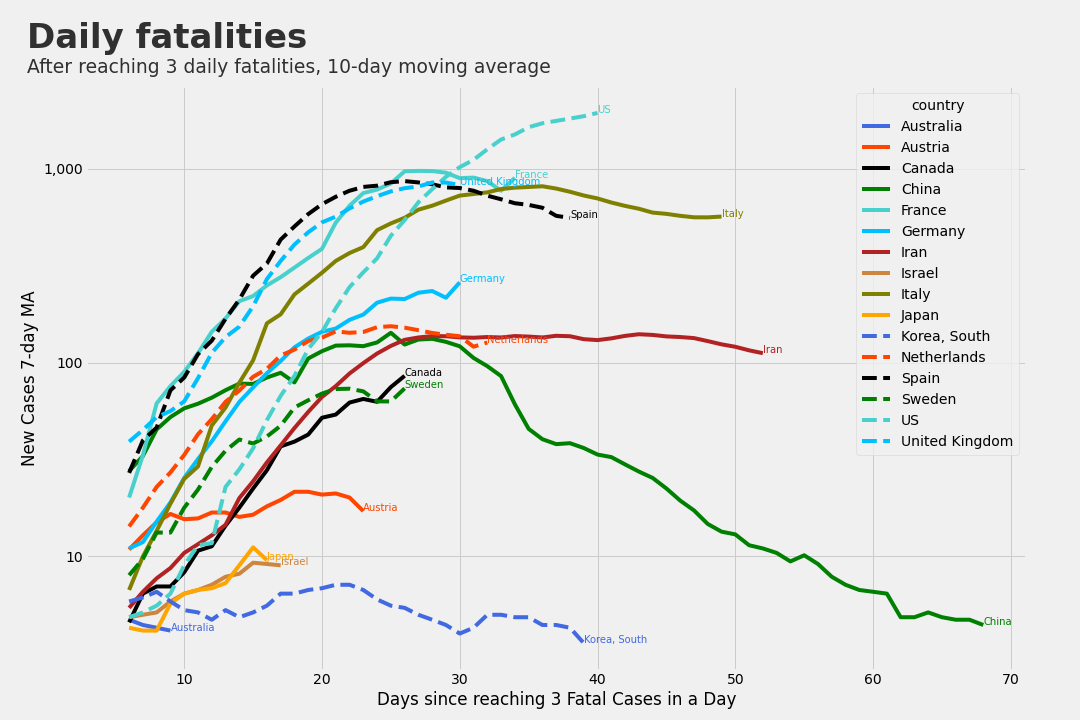 Daily fatalities
After reaching 3 daily fatalities, 10-day moving average
New Cases 7-day MA
1,000
100
10
US
France
United Kingdom
Spain
Italy
Germany
Netherlands
Iran
Canada
Sweden
Austria
Japan
Israel
Australia
Korea, South
China
country
Australia
Austria
Canada
China
France
Germany
Iran
Israel
Italy
Japan
Korea, South
Netherlands
Spain
Sweden
US
United Kingdom
10
20
30
40
50
60
70
Days since reaching 3 Fatal Cases in a Day